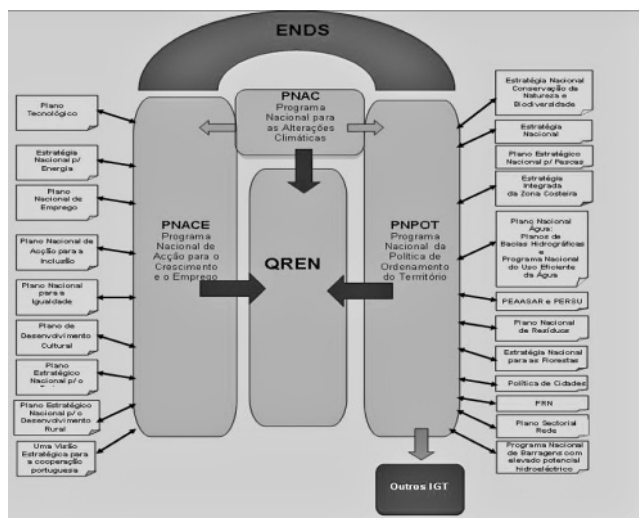 ENDS
PNAC
Programa
Nacional para
as Alterações
Climáticas
Plano
Tecnológico
Estratégia
Nacional p/
Energia
Plano
Nacional de
Emprego
Plano Nacional de
Acção para a
Inclusão
Plano Nacional
para a
Igualdade
Plano de
Desenvolvimento
Cultural
Plano
Estratégico
Nacional p/ o
Plano Estratégico
Nacional p/ o
Desenvolvimento
Rural
Uma Visão
Estratégica para
a cooperação
portuguesa
PNACE
Programa
Nacional de
Acção para o
Crescimento
e o Emprego
QREN
PNPOT
Programa
Nacional da
Política de
Ordenamento
do Território
Estratégia Nacional
Conservação da
Natureza e
Biodiversidade
Estratégia
Nacional
Plano Estratégico
Nacional p/ Pescas
Estratégia
Integrada
da Zona Costeira
Plano Nacional
Água:
Planos de
Bacias Hidrográficas
e
Programa Nacional
do Uso Eficiente
da Água
PEAASAR e PERSU
Plano Nacional
de Resíduos
Estratégia Nacional
para as Florestas
Política de Cidades
PRN
Plano Sectorial
Rede
Programa Nacional
de Barragens com
elevado potencial
hidroeléctrico
Outros IGT